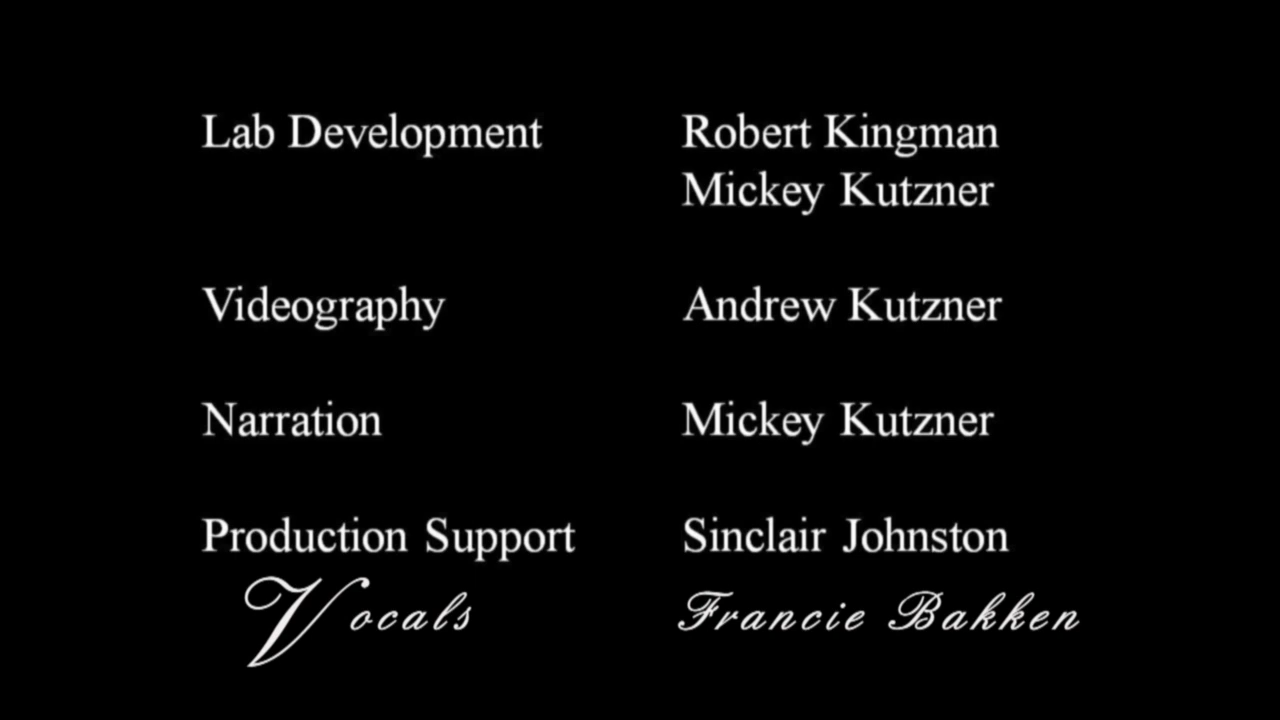 Lab Development Robert Kingman
Mickey Kutzner
Videography Andrew Kutzner
Narration Mickey Kutzner
Production Support Sinclair Johnston
Vocals Francie Bakken